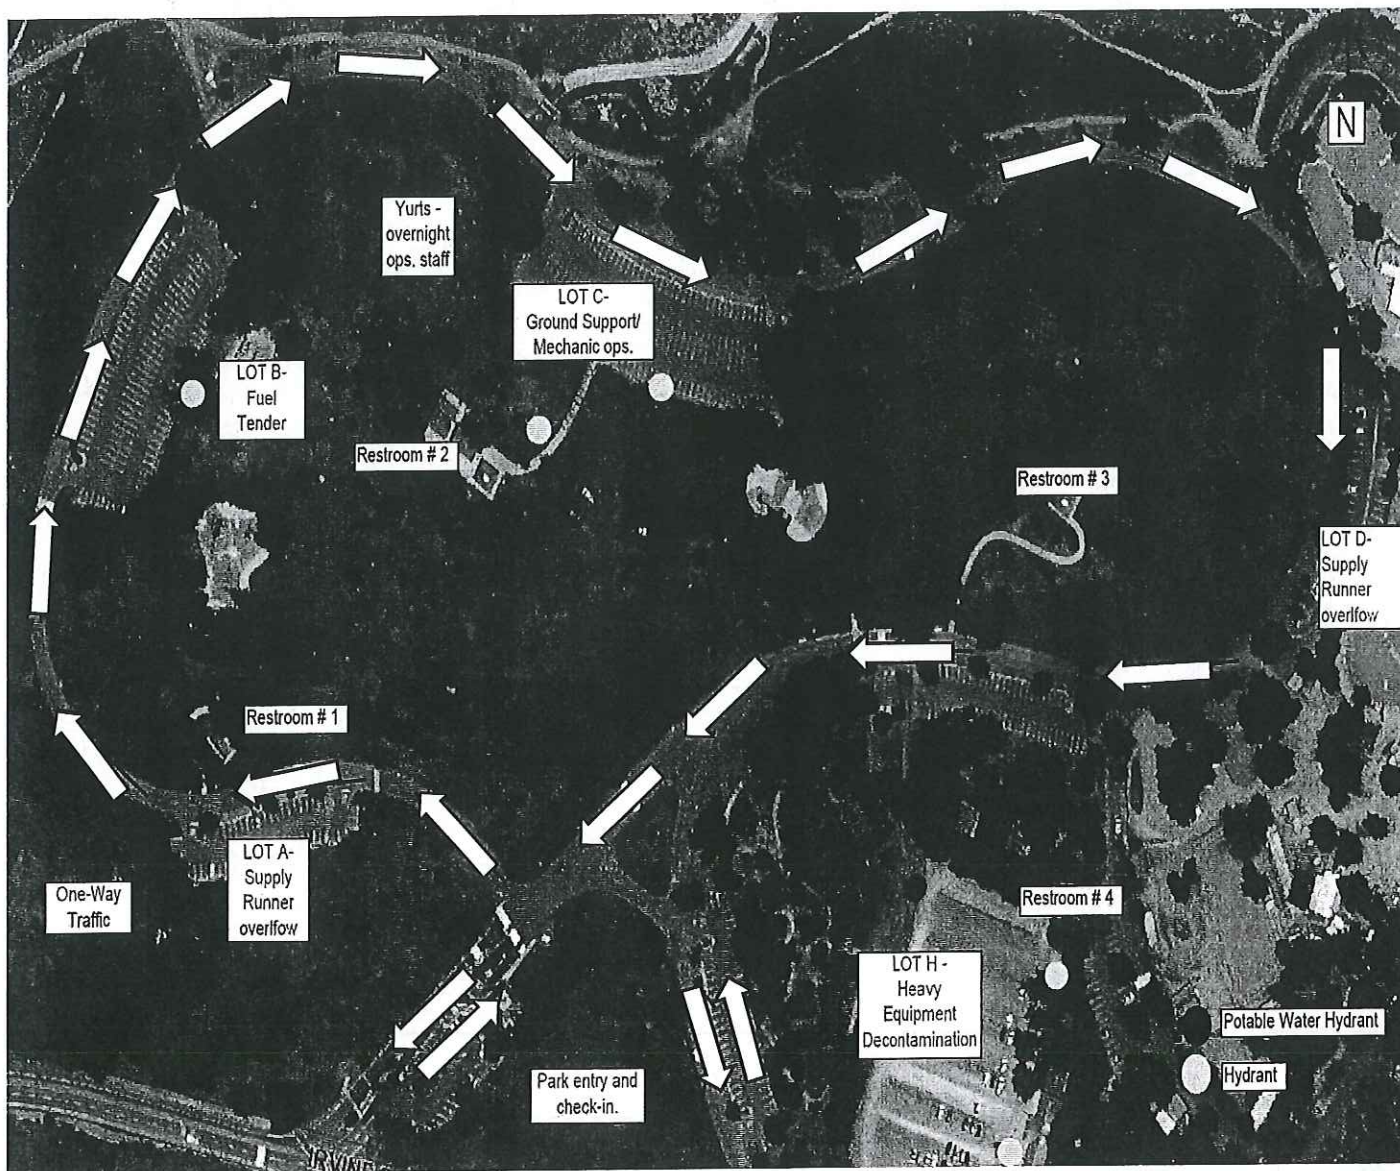 N
Yurts -
overnight
ops. staff
LOT C-
Ground Support/
Mechanic ops.
LOT B-
Fuel
Tender
Restroom # 2
Restroom # 3
LOT D-
Supply
Runner
overlfow
Restroom # 1
LOT A-
Supply
Runner
overlfow
One-Way
Traffic
Restroom # 4
LOT H -
Heavy
Equipment
Decontamination
Potable Water Hydrant
Hydrant
Park entry and
check-in.
IRVINE